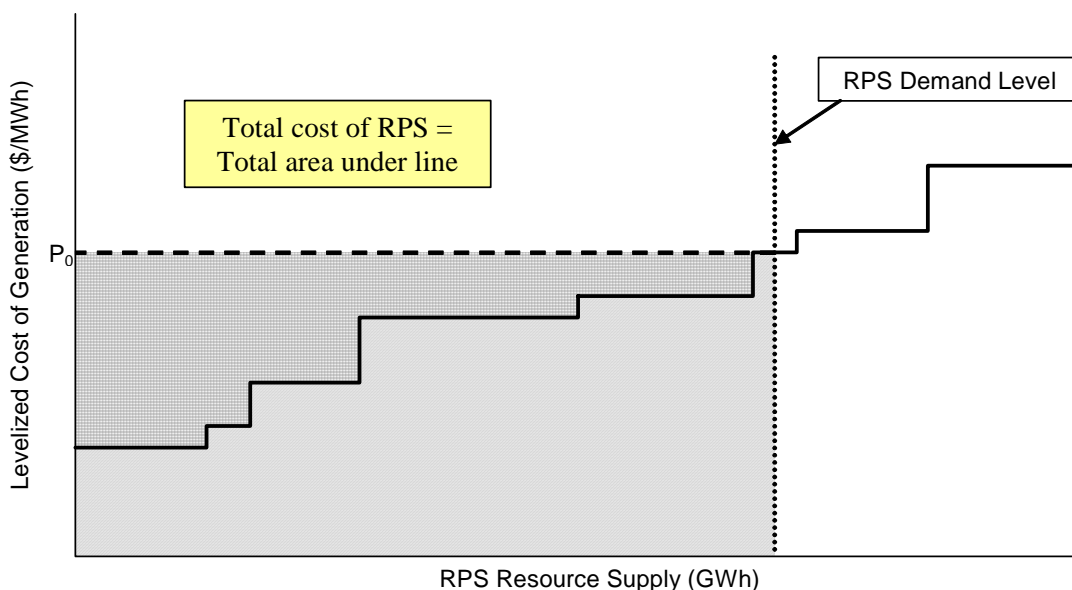 RPS Demand Level
Total cost of RPS =
Total area under line
Levelized Cost of Generation ($/MWh)
P0
RPS Resource Supply (GWh)